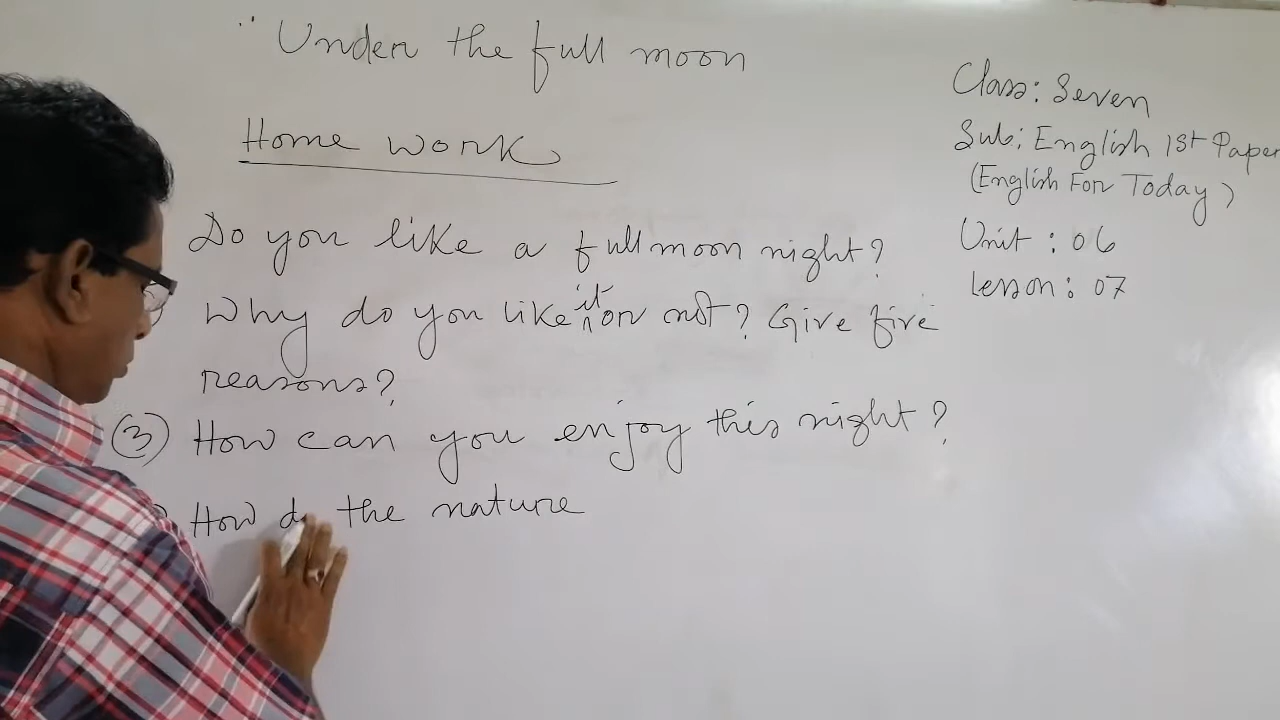 " Under the full moon
Home work
Do you like a full moon night?
Why do you like it or not? Give five
reasons?
③ How can you enjoy this night?
How the nature
Class: Seven
Sub: English 1st Paper
(English For Today)
Unit : 06
Lesson: 07